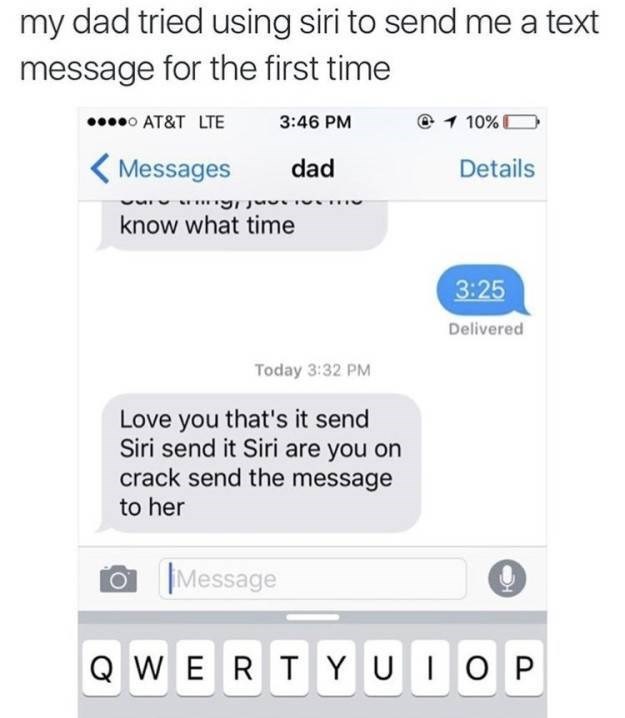 my dad tried using siri to send me a text
message for the first time
AT&T LTE 3:46 PM 10%
Messages dad Details
know what time
3:25
Delivered
Today 3:32 PM
Love you that's it send
Siri send it Siri are you on
crack send the message
to her
iMessage
Q W E R T Y U I O P